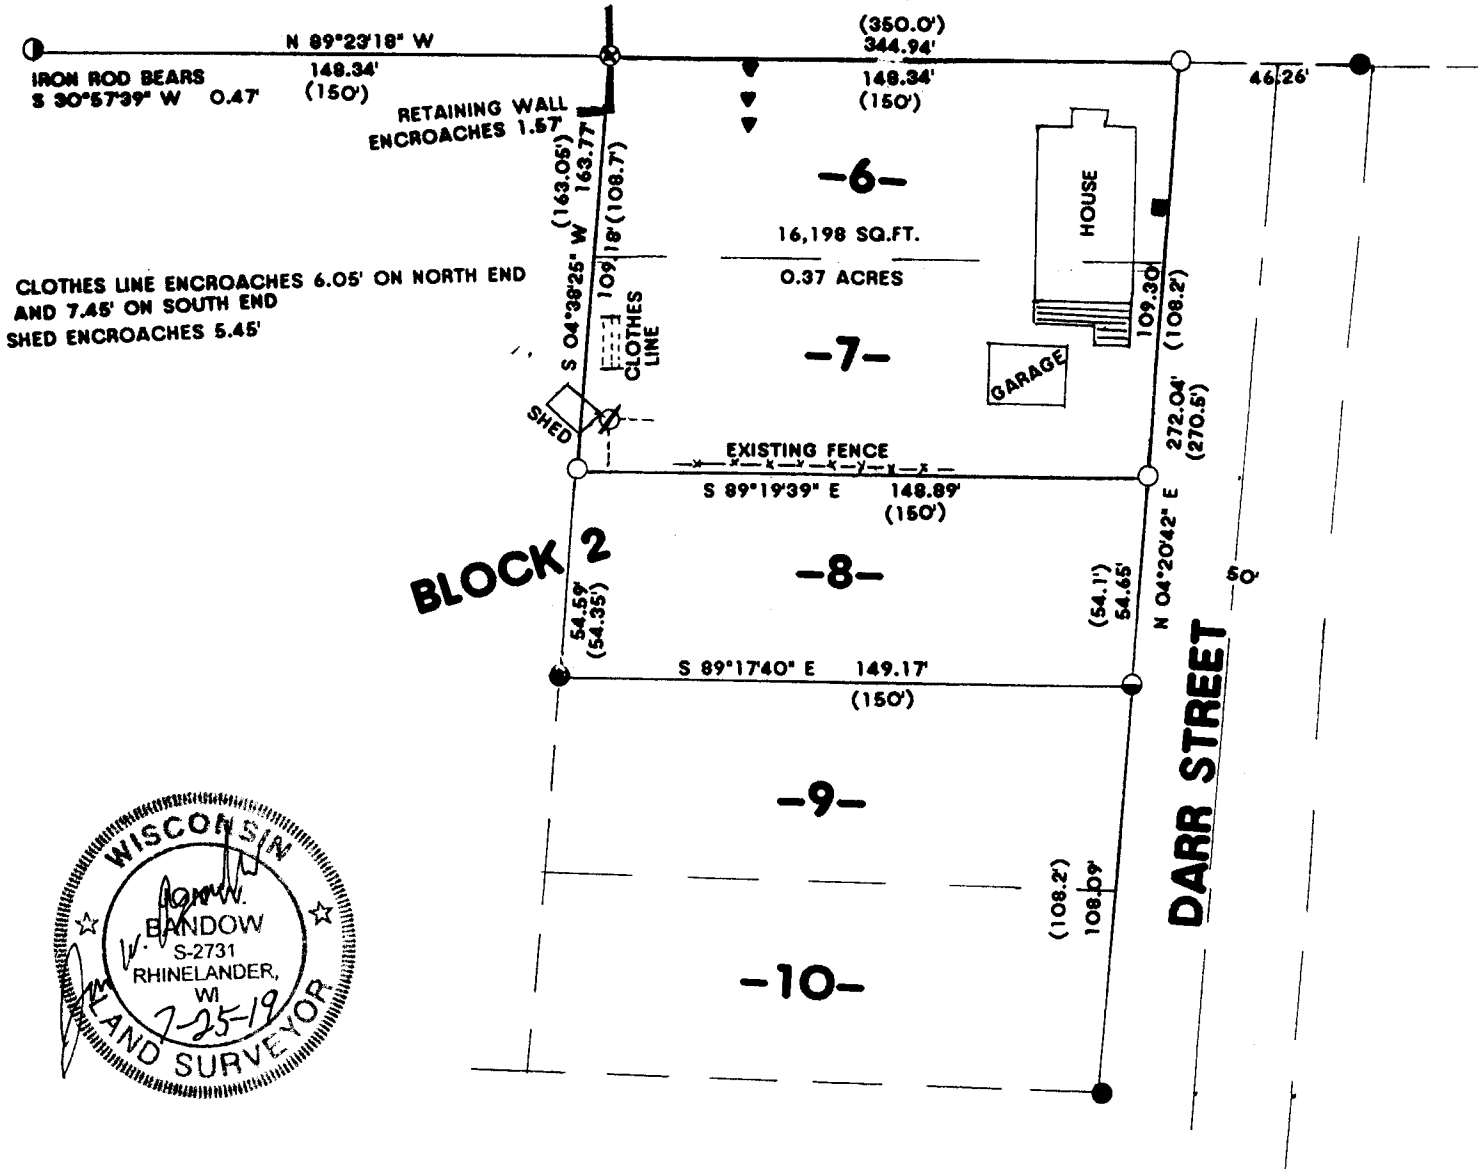 N 89°23'18" W
148.34'
(150')
IRON ROD BEARS
S 30°57'39" W 0.47'
(350.0')
344.94'
148.34'
(150')
46.26'
RETAINING WALL
ENCROACHES 1.57'
(163.05')
S 04°38'25" W 163.77'
109.18' (108.7')
-6-
16,198 SQ.FT.
0.37 ACRES
HOUSE
109.30'
(108.2')
CLOTHES LINE ENCROACHES 6.05' ON NORTH END
AND 7.45' ON SOUTH END
SHED ENCROACHES 5.45'
CLOTHES
LINE
-7-
GARAGE
SHED
272.04'
(270.5')
EXISTING FENCE
S 89°19'39" E 148.89'
(150')
BLOCK 2
-8-
54.59'
(54.35')
(54.1')
54.65'
N 04°20'42" E
50'
S 89°17'40" E 149.17'
(150')
DARR STREET
-9-
(108.2')
108.09'
-10-
WISCONSIN
BANDOW
S-2731
RHINELANDER,
WI
7-25-19
LAND SURVEYOR